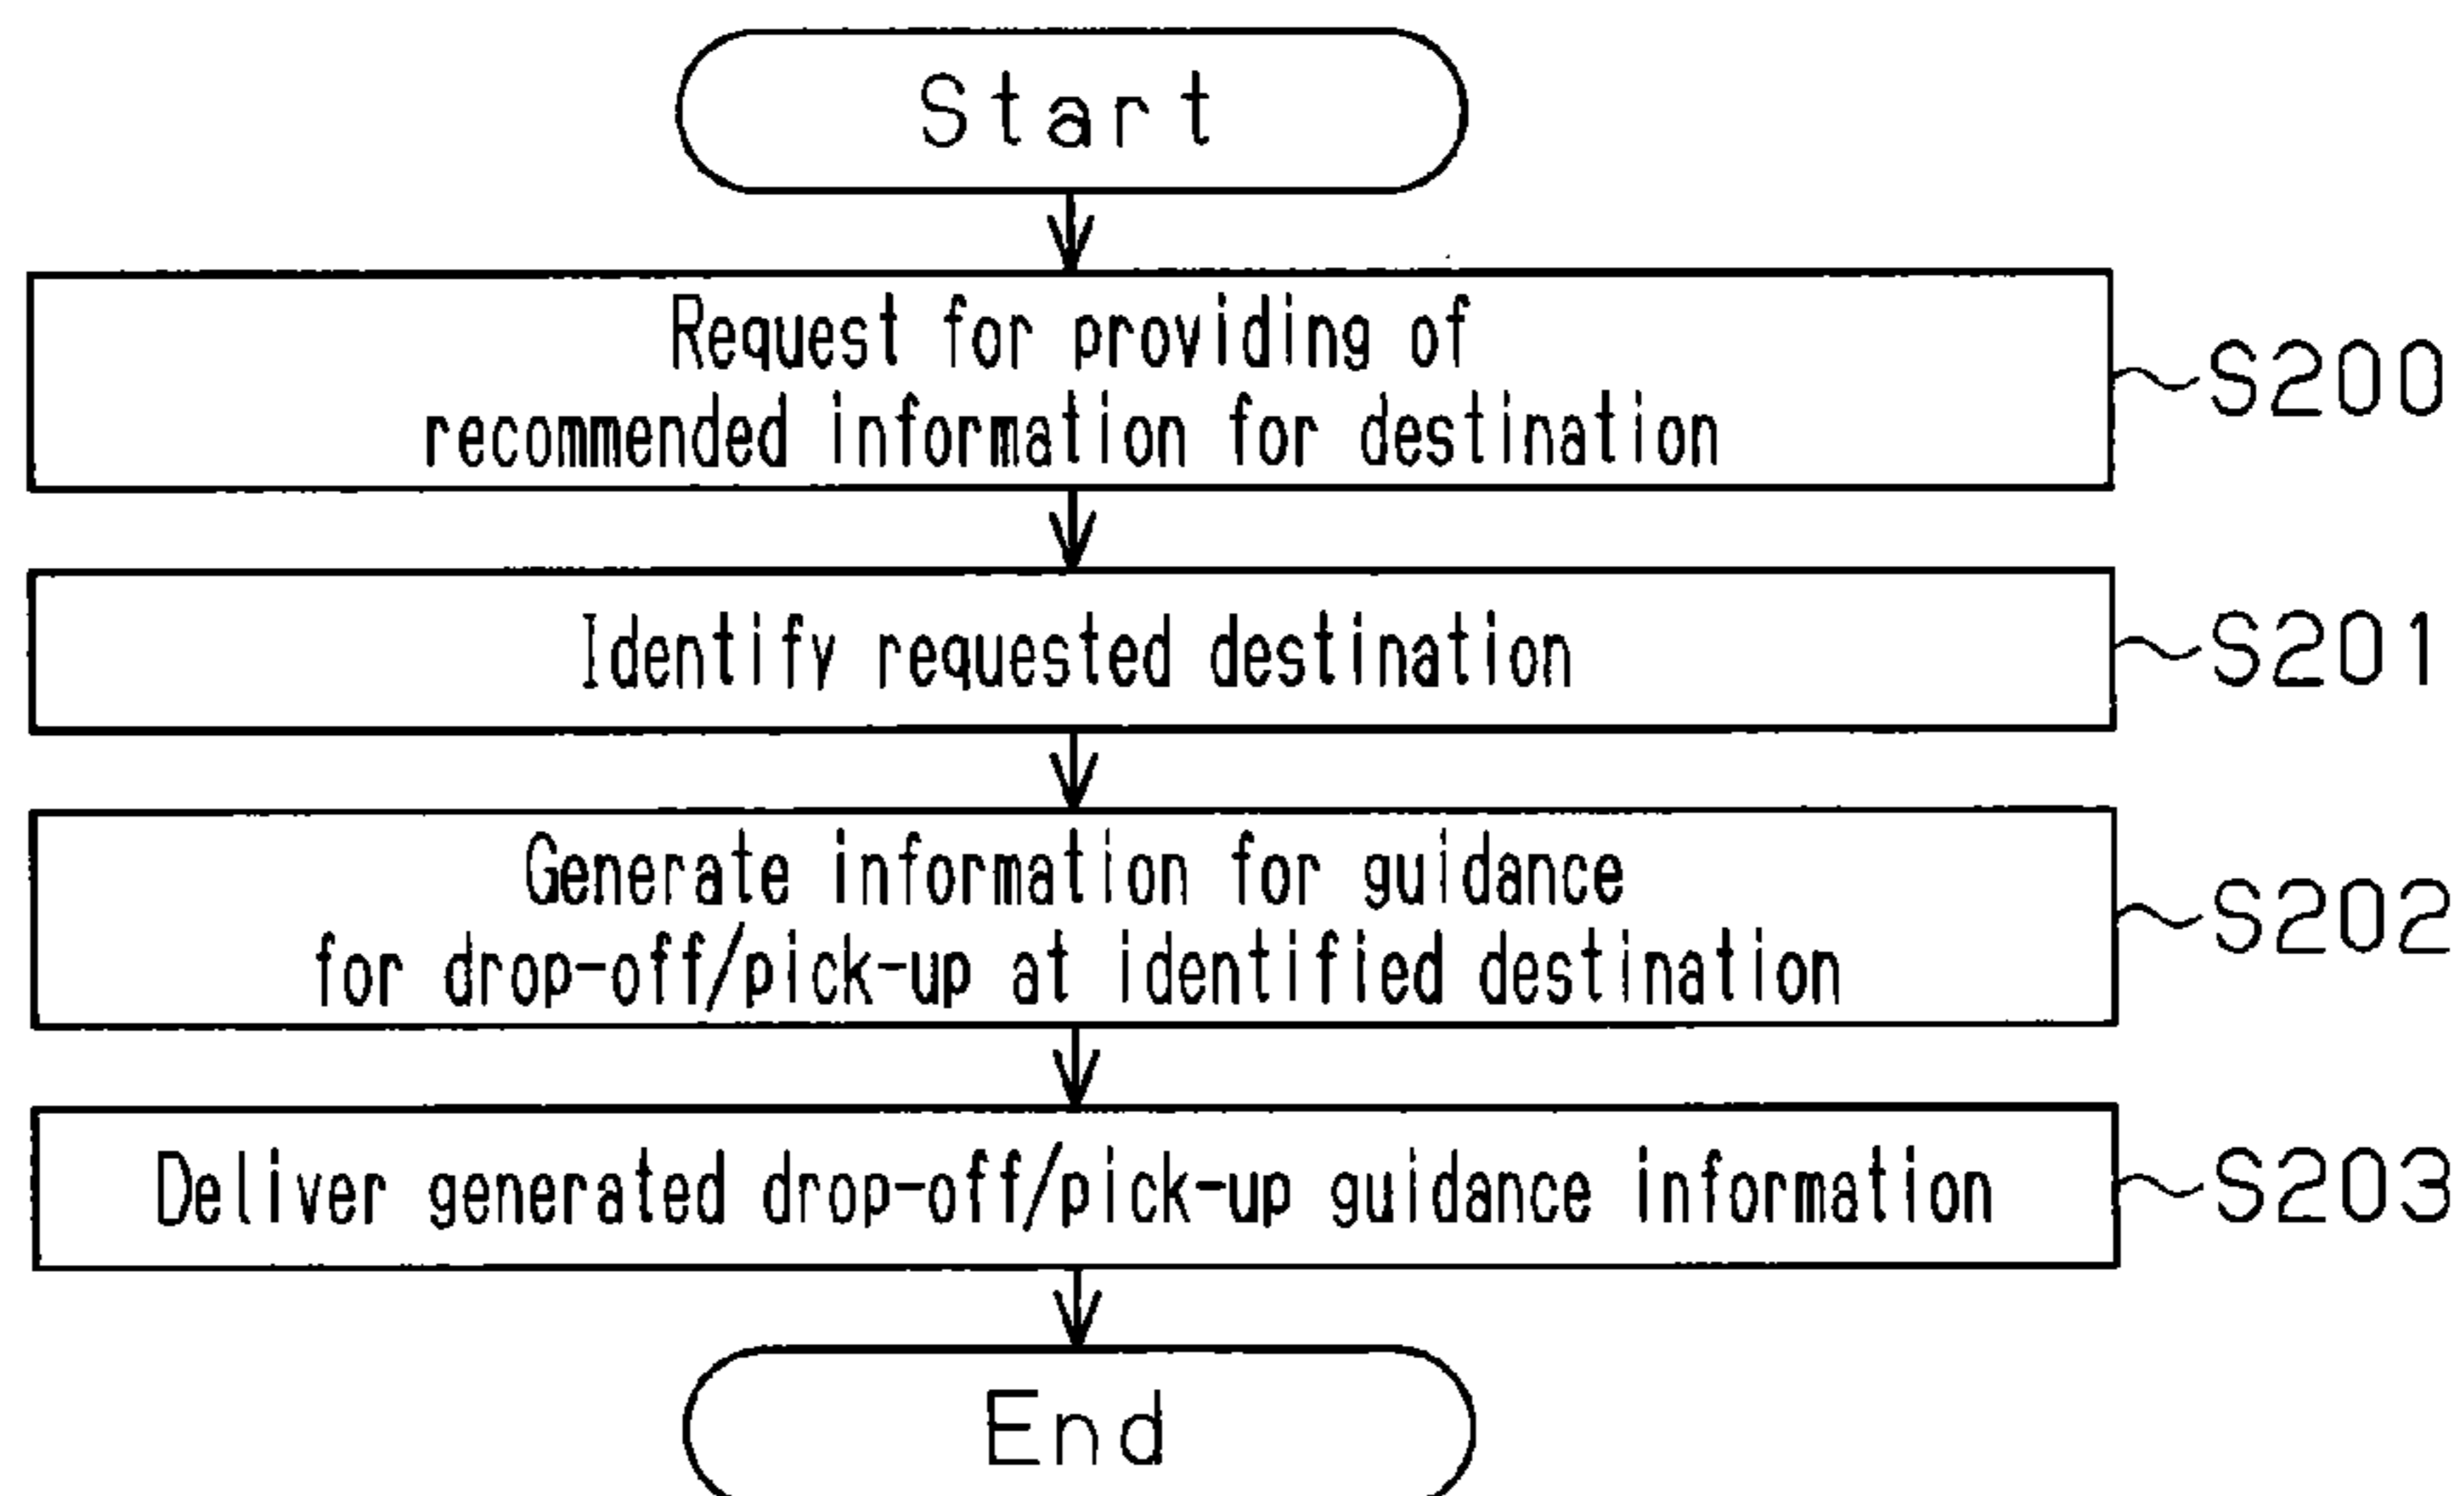 Start
Request for providing of
recommended information for destination
S200
Identify requested destination
S201
Generate information for guidance
for drop-off/pick-up at identified destination
S202
Deliver generated drop-off/pick-up guidance information
S203
End